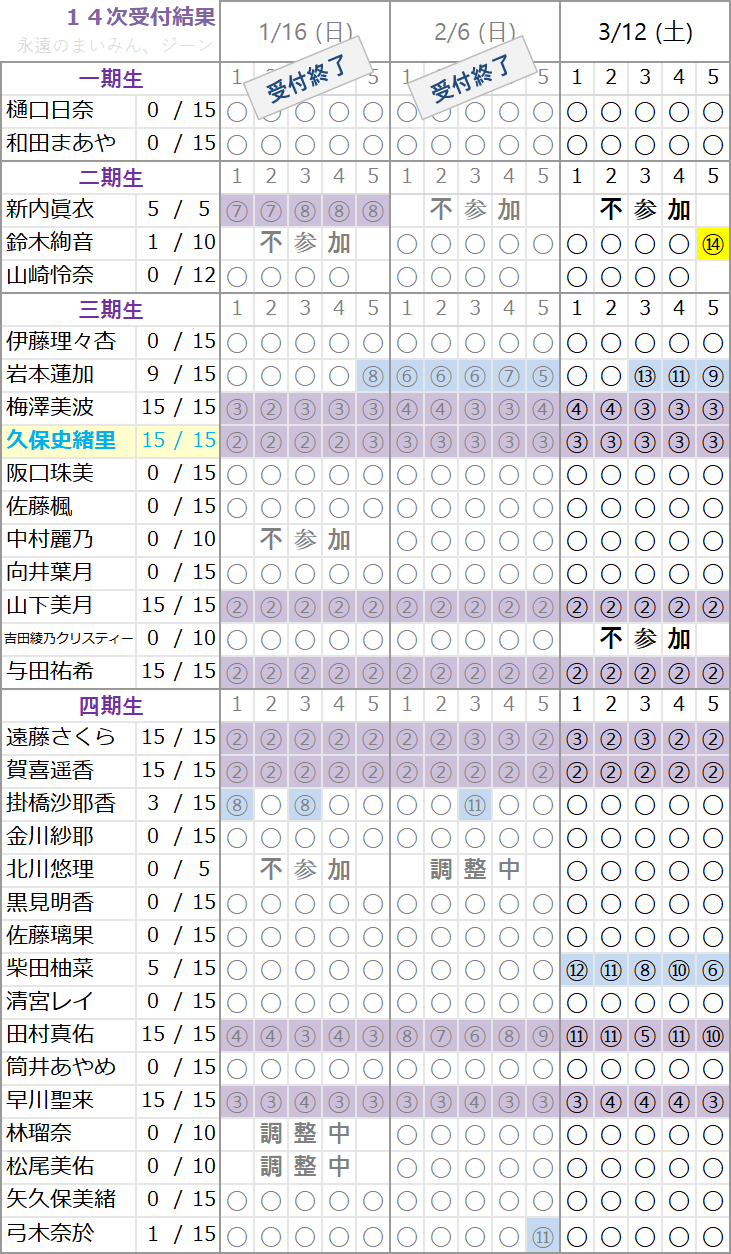 １４次受付結果 1/16 (日) 2/6 (日) 3/12 (土)
永遠のまいみん、ジーン
受付終了 受付終了
一期生 1 2 5 1 5 1 2 3 4 5
樋口日奈 0 / 15 ○ ○ ○ ○ ○ ○ ○ ○ ○ ○ ○ ○ ○ ○ ○
和田まあや 0 / 15 ○ ○ ○ ○ ○ ○ ○ ○ ○ ○ ○ ○ ○ ○ ○
二期生 1 2 3 4 5 1 2 3 4 5 1 2 3 4 5
新内眞衣 5 / 5 ⑦ ⑦ ⑧ ⑧ ⑧ 不 参 加 不 参 加
鈴木絢音 1 / 10 不 参 加 ○ ○ ○ ○ ○ ○ ○ ○ ○ ⑭
山崎怜奈 0 / 12 ○ ○ ○ ○ ○ ○ ○ ○ ○ ○ ○ ○
三期生 1 2 3 4 5 1 2 3 4 5 1 2 3 4 5
伊藤理々杏 0 / 15 ○ ○ ○ ○ ○ ○ ○ ○ ○ ○ ○ ○ ○ ○ ○
岩本蓮加 9 / 15 ○ ○ ○ ○ ⑧ ⑥ ⑥ ⑥ ⑦ ⑤ ○ ○ ⑬ ⑪ ⑨
梅澤美波 15 / 15 ③ ② ③ ③ ③ ④ ④ ③ ③ ④ ④ ④ ③ ③ ③
久保史緒里 15 / 15 ② ② ② ② ③ ③ ③ ③ ③ ③ ③ ③ ③ ③ ③
阪口珠美 0 / 15 ○ ○ ○ ○ ○ ○ ○ ○ ○ ○ ○ ○ ○ ○ ○
佐藤楓 0 / 15 ○ ○ ○ ○ ○ ○ ○ ○ ○ ○ ○ ○ ○ ○ ○
中村麗乃 0 / 10 不 参 加 ○ ○ ○ ○ ○ ○ ○ ○ ○ ○
向井葉月 0 / 15 ○ ○ ○ ○ ○ ○ ○ ○ ○ ○ ○ ○ ○ ○ ○
山下美月 15 / 15 ② ② ② ② ② ② ② ② ② ② ② ② ② ② ②
吉田綾乃クリスティー 0 / 10 ○ ○ ○ ○ ○ ○ ○ ○ ○ ○ 不 参 加
与田祐希 15 / 15 ② ② ② ② ② ② ② ② ② ② ② ② ② ② ②
四期生 1 2 3 4 5 1 2 3 4 5 1 2 3 4 5
遠藤さくら 15 / 15 ② ② ② ② ② ② ② ③ ③ ② ③ ② ③ ② ②
賀喜遥香 15 / 15 ② ② ② ② ② ② ② ② ② ② ② ② ② ② ②
掛橋沙耶香 3 / 15 ⑧ ○ ⑧ ○ ○ ○ ○ ⑪ ○ ○ ○ ○ ○ ○ ○
金川紗耶 0 / 15 ○ ○ ○ ○ ○ ○ ○ ○ ○ ○ ○ ○ ○ ○ ○
北川悠理 0 / 5 不 参 加 調 整 中 ○ ○ ○ ○ ○
黒見明香 0 / 15 ○ ○ ○ ○ ○ ○ ○ ○ ○ ○ ○ ○ ○ ○ ○
佐藤璃果 0 / 15 ○ ○ ○ ○ ○ ○ ○ ○ ○ ○ ○ ○ ○ ○ ○
柴田柚菜 5 / 15 ○ ○ ○ ○ ○ ○ ○ ○ ○ ○ ⑫ ⑪ ⑧ ⑩ ⑥
清宮レイ 0 / 15 ○ ○ ○ ○ ○ ○ ○ ○ ○ ○ ○ ○ ○ ○ ○
田村真佑 15 / 15 ④ ④ ③ ④ ③ ⑧ ⑦ ⑥ ⑧ ⑨ ⑪ ⑪ ⑤ ⑪ ⑩
筒井あやめ 0 / 15 ○ ○ ○ ○ ○ ○ ○ ○ ○ ○ ○ ○ ○ ○ ○
早川聖来 15 / 15 ③ ③ ④ ③ ③ ③ ③ ④ ③ ③ ③ ④ ④ ④ ③
林瑠奈 0 / 10 調 整 中 ○ ○ ○ ○ ○ ○ ○ ○ ○ ○
松尾美佑 0 / 10 調 整 中 ○ ○ ○ ○ ○ ○ ○ ○ ○ ○
矢久保美緒 0 / 15 ○ ○ ○ ○ ○ ○ ○ ○ ○ ○ ○ ○ ○ ○ ○
弓木奈於 1 / 15 ○ ○ ○ ○ ○ ○ ○ ○ ○ ⑪ ○ ○ ○ ○ ○